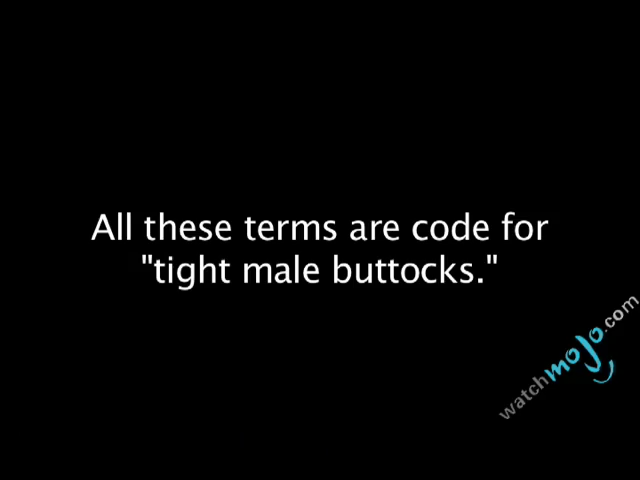 All these terms are code for
"tight male buttocks."
watchmojo.com